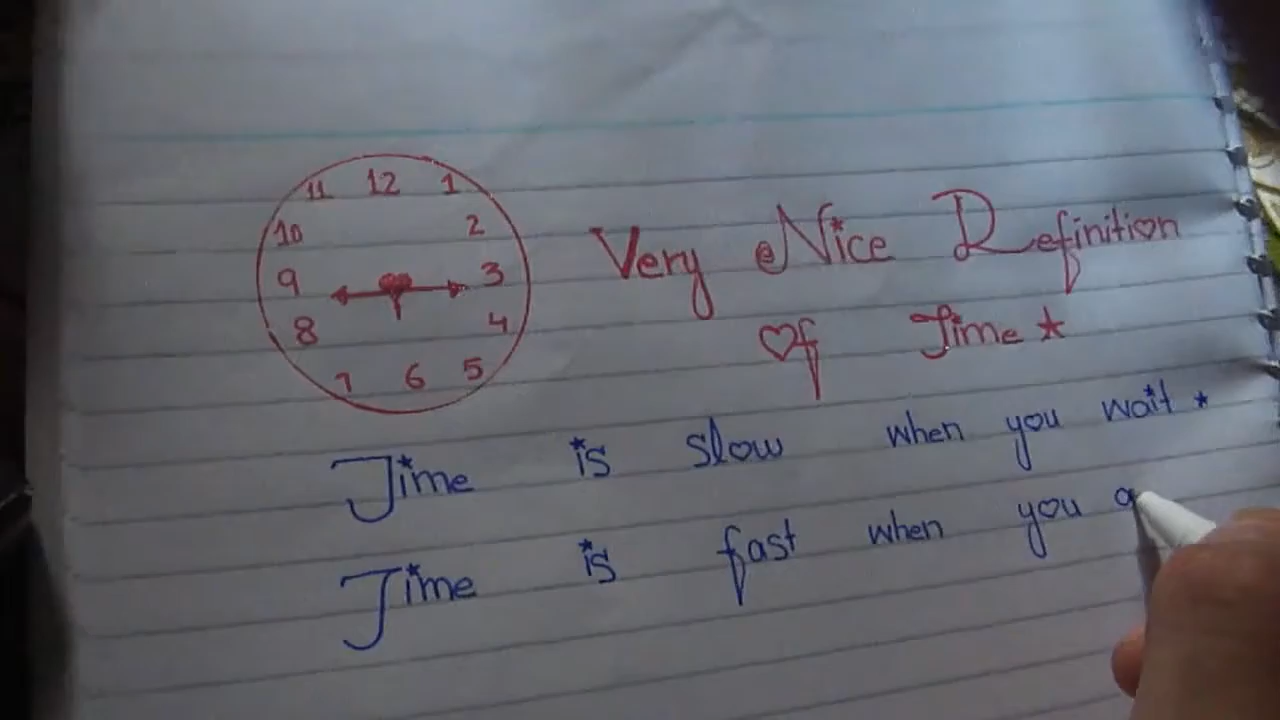 11 12 1
10 2
9 3
8 4
7 6 5
Very Nice Definition
Of Time
Time is slow when you wait
Time is fast when you